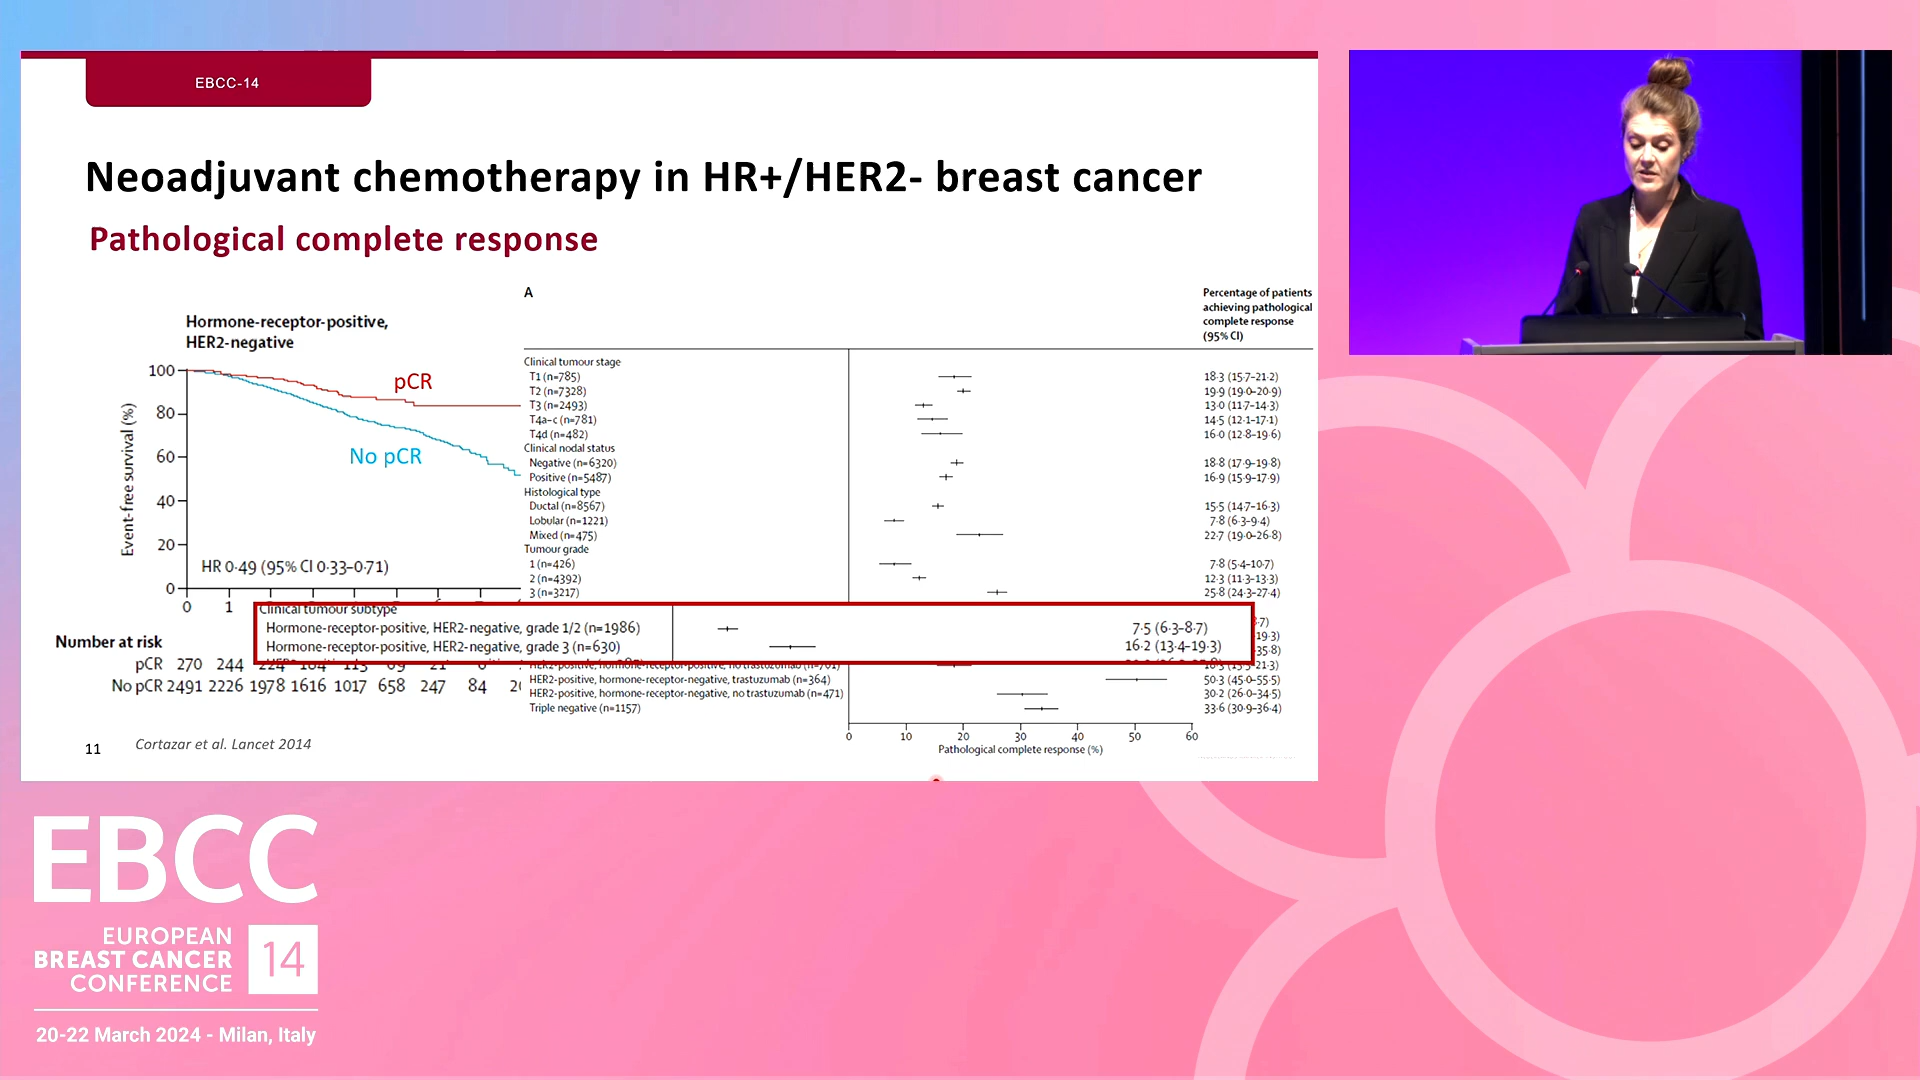 EBCC-14
Neoadjuvant chemotherapy in HR+/HER2- breast cancer
Pathological complete response
Hormone-receptor-positive,
HER2-negative
Event-free survival (%)
100
80
60
40
20
0
pCR
No pCR
HR 0·49 (95% CI 0·33–0·71)
0 1
Number at risk
pCR 270 244
No pCR 2491 2226 1978 1616 1017 658 247 84
A
Percentage of patients
achieving pathological
complete response
(95% CI)
Clinical tumour stage
T1 (n=785) 18·3 (15·7–21·2)
T2 (n=7328) 19·9 (19·0–20·9)
T3 (n=2493) 13·0 (11·7–14·3)
T4a–c (n=781) 14·5 (12·1–17·1)
T4d (n=482) 16·0 (12·8–19·6)
Clinical nodal status
Negative (n=6320) 18·8 (17·9–19·8)
Positive (n=5487) 16·9 (15·9–17·9)
Histological type
Ductal (n=8567) 15·5 (14·7–16·3)
Lobular (n=1221) 7·8 (6·3–9·4)
Mixed (n=475) 22·7 (19·0–26·8)
Tumour grade
1 (n=426) 7·8 (5·4–10·7)
2 (n=4392) 12·3 (11·3–13·3)
3 (n=3217) 25·8 (24·3–27·4)
Clinical tumour subtype
Hormone-receptor-positive, HER2-negative, grade 1/2 (n=1986) 7·5 (6·3–8·7)
Hormone-receptor-positive, HER2-negative, grade 3 (n=630) 16·2 (13·4–19·3)
HER2-positive, hormone-receptor-negative, trastuzumab (n=364) 50·3 (45·0–55·5)
HER2-positive, hormone-receptor-negative, no trastuzumab (n=471) 30·2 (26·0–34·5)
Triple negative (n=1157) 33·6 (30·9–36·4)
0 10 20 30 40 50 60
Pathological complete response (%)
11
Cortazar et al. Lancet 2014
EBCC
EUROPEAN
BREAST CANCER
CONFERENCE
14
20-22 March 2024 - Milan, Italy